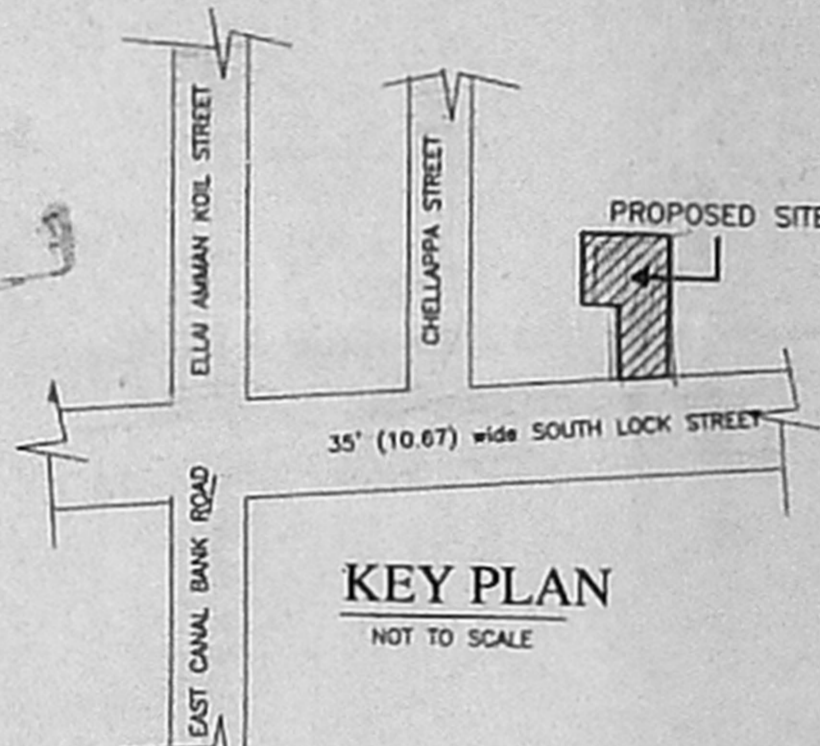 ELLAI AMMAN KOIL STREET
CHELLAPPA STREET
PROPOSED SITE
35' (10.67) wide SOUTH LOCK STREET
EAST CANAL BANK ROAD
KEY PLAN
NOT TO SCALE